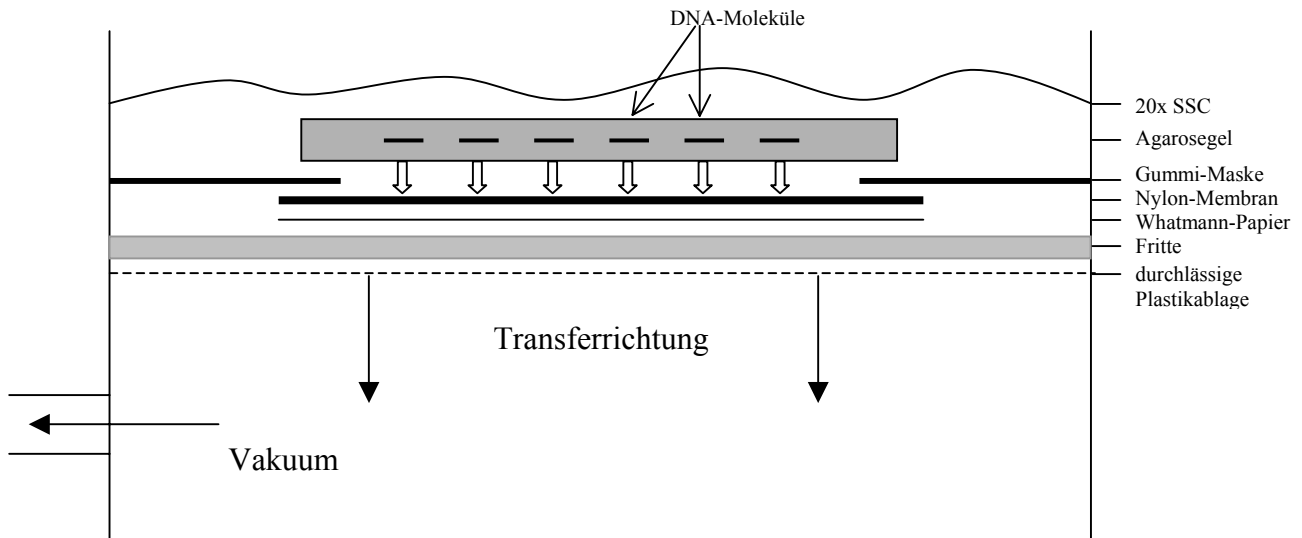 DNA-Moleküle
20x SSC
Agarosegel
Gummi-Maske
Nylon-Membran
Whatmann-Papier
Fritte
durchlässige
Plastikablage
Transferrichtung
Vakuum